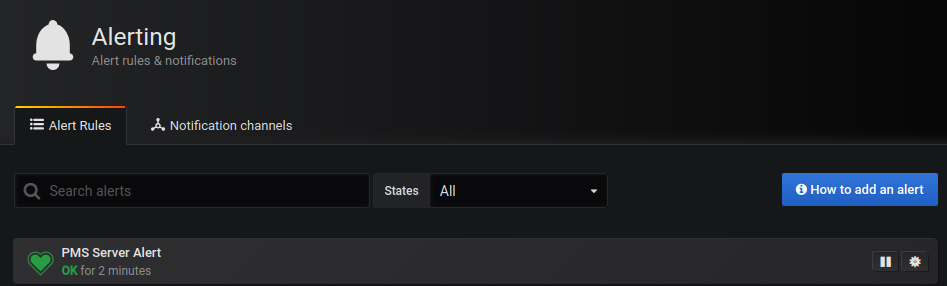 Alerting
Alert rules & notifications
Alert Rules
Notification channels
Search alerts
States
All
How to add an alert
PMS Server Alert
OK for 2 minutes